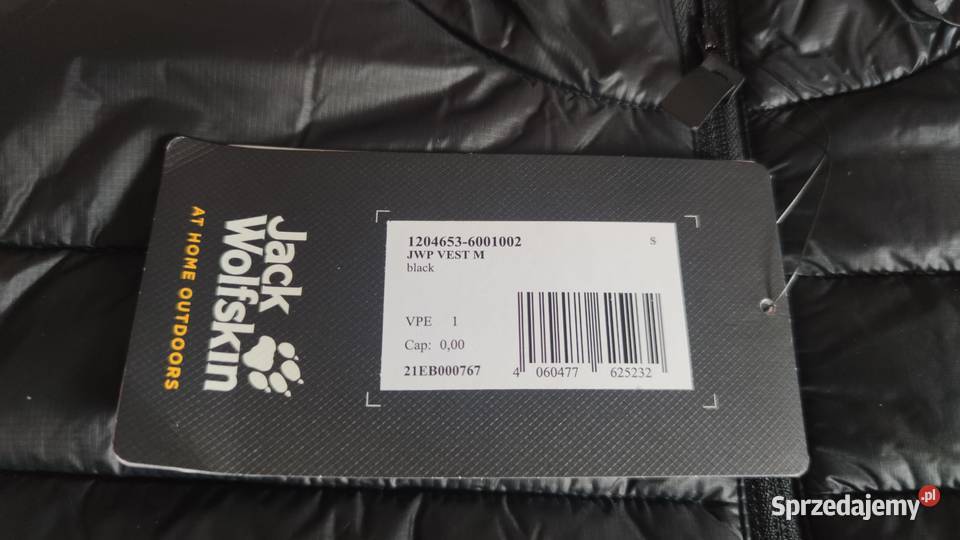 Jack
Wolfskin
AT HOME OUTDOORS
1204653-6001002 S
JWP VEST M
black
VPE 1
Cap: 0,00
21EB000767
4 060477 625232
Sprzedajemy.pl